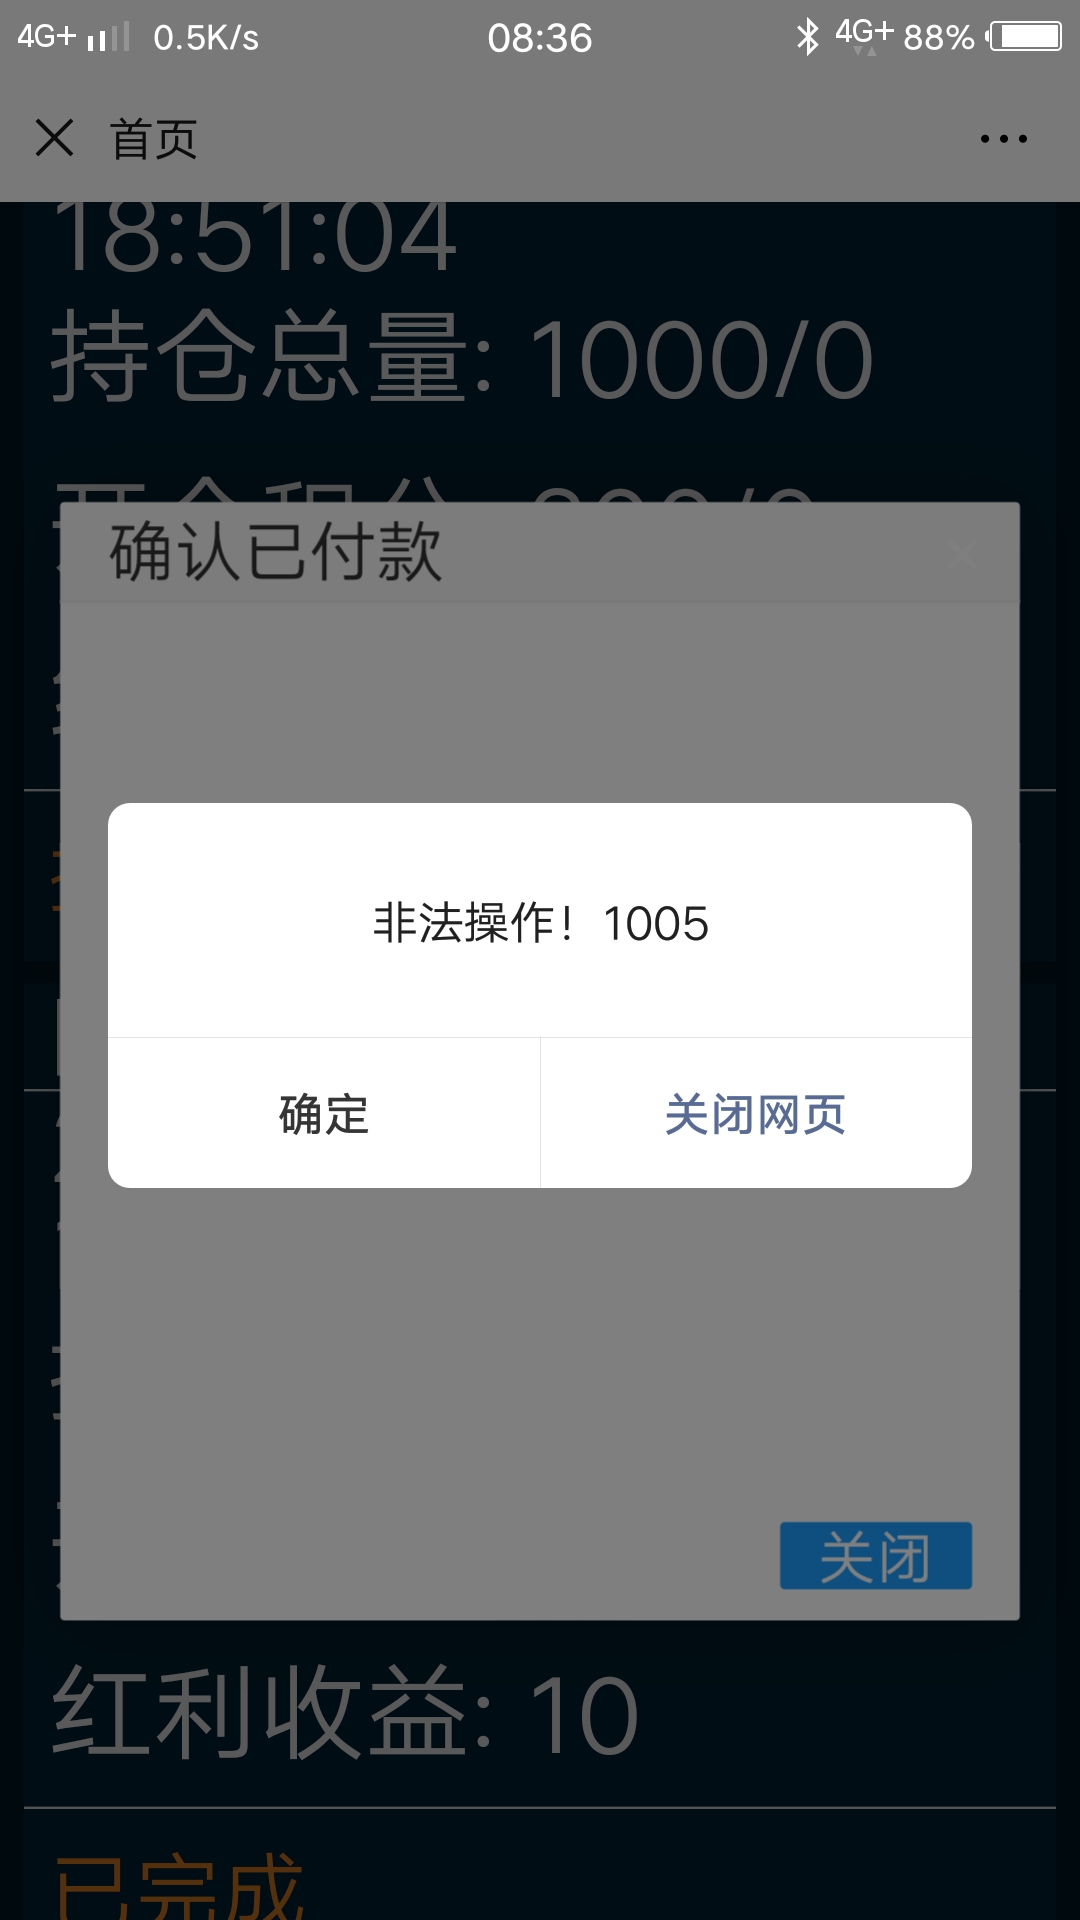 4G+ 0.5K/s 08:36 4G+ 88%
首页
18:51:04
持仓总量: 1000/0
确认已付款
非法操作！1005
确定 关闭网页
关闭
红利收益: 10
已完成